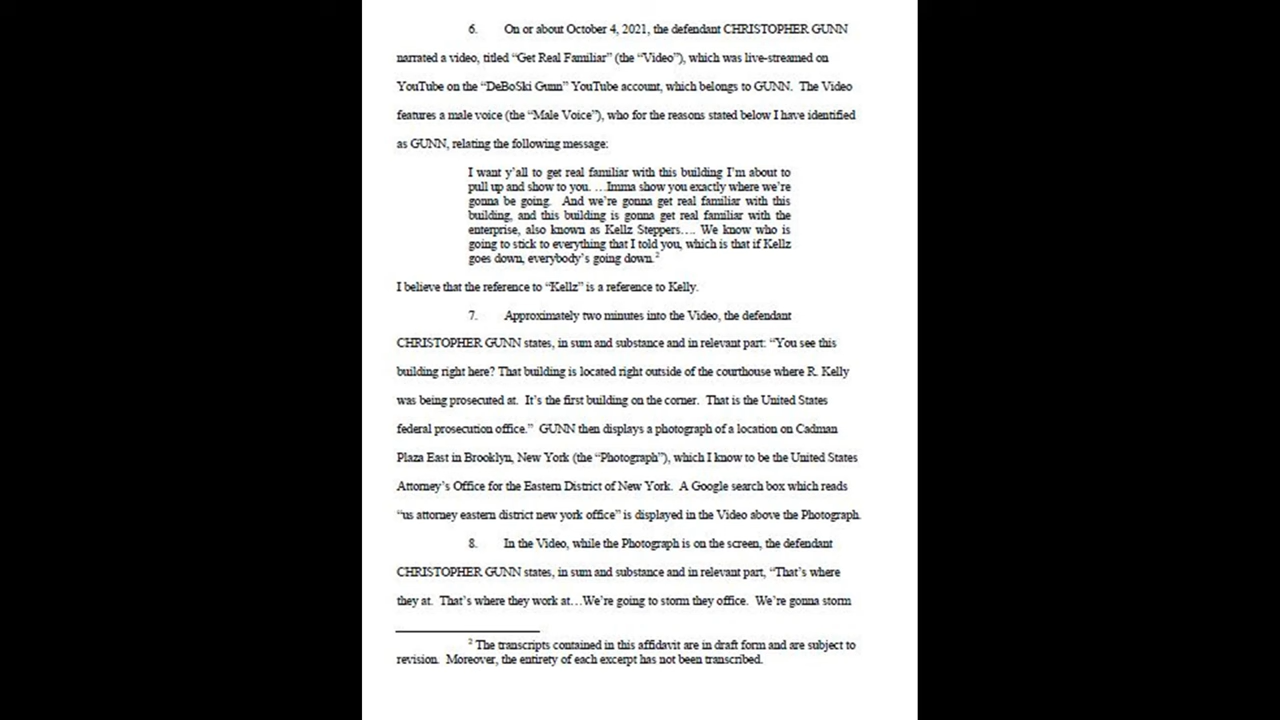 6. On or about October 4, 2021, the defendant CHRISTOPHER GUNN
narrated a video, titled “Get Real Familiar” (the “Video”), which was live-streamed on
YouTube on the “DeBoSki Gunn” YouTube account, which belongs to GUNN. The Video
features a male voice (the “Male Voice”), who for the reasons stated below I have identified
as GUNN, relating the following message:
I want y’all to get real familiar with this building I’m about to
pull up and show to you. …Imma show you exactly where we’re
gonna be going. And we’re gonna get real familiar with this
building, and this building is gonna get real familiar with the
enterprise, also known as Kellz Steppers…. We know who is
going to stick to everything that I told you, which is that if Kellz
goes down, everybody’s going down.²
I believe that the reference to “Kellz” is a reference to Kelly.
7. Approximately two minutes into the Video, the defendant
CHRISTOPHER GUNN states, in sum and substance and in relevant part: “You see this
building right here? That building is located right outside of the courthouse where R. Kelly
was being prosecuted at. It’s the first building on the corner. That is the United States
federal prosecution office.” GUNN then displays a photograph of a location on Cadman
Plaza East in Brooklyn, New York (the “Photograph”), which I know to be the United States
Attorney’s Office for the Eastern District of New York. A Google search box which reads
“us attorney eastern district new york office” is displayed in the Video above the Photograph.
8. In the Video, while the Photograph is on the screen, the defendant
CHRISTOPHER GUNN states, in sum and substance and in relevant part, “That’s where
they at. That’s where they work at…We’re going to storm they office. We’re gonna storm
² The transcripts contained in this affidavit are in draft form and are subject to
revision. Moreover, the entirety of each excerpt has not been transcribed.